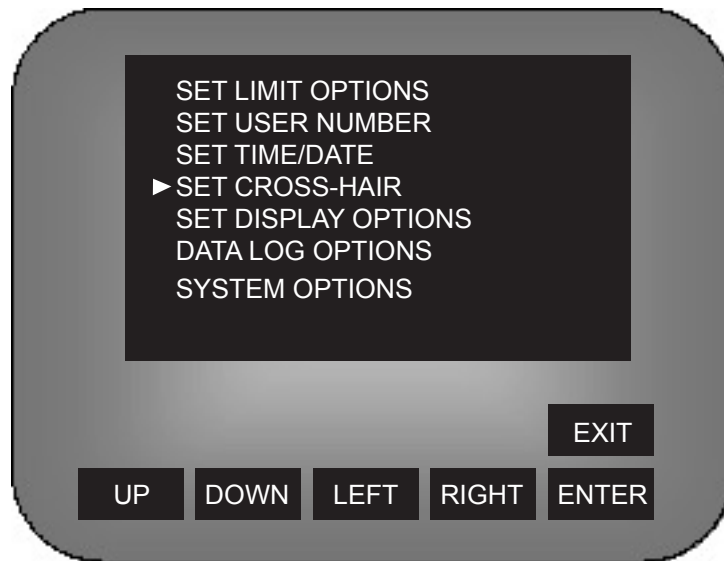 SET LIMIT OPTIONS
SET USER NUMBER
SET TIME/DATE
SET CROSS-HAIR
SET DISPLAY OPTIONS
DATA LOG OPTIONS
SYSTEM OPTIONS
EXIT
UP DOWN LEFT RIGHT ENTER